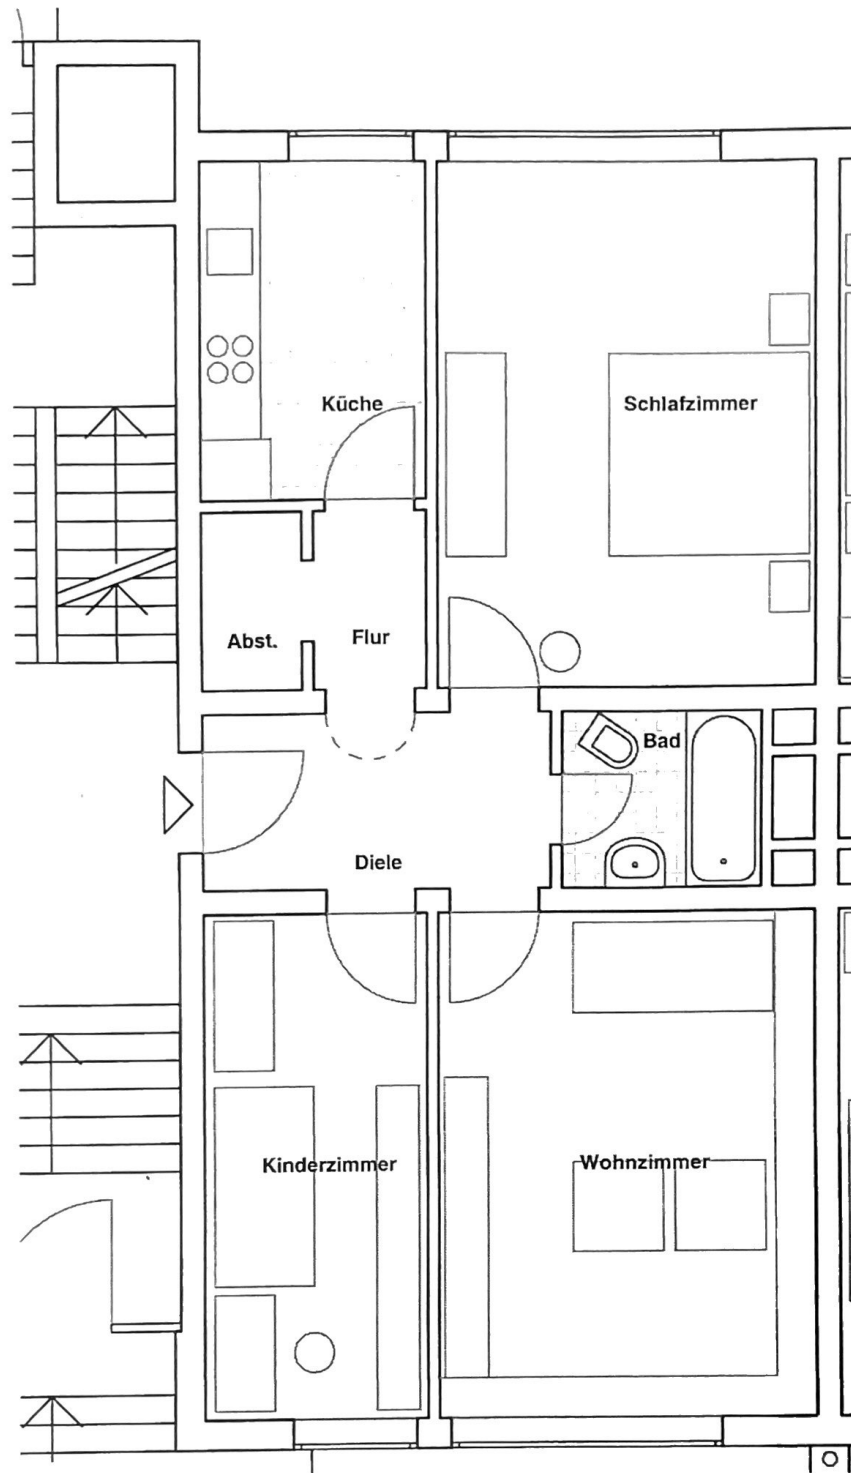 Küche
Schlafzimmer
Abst.
Flur
Bad
Diele
Kinderzimmer
Wohnzimmer